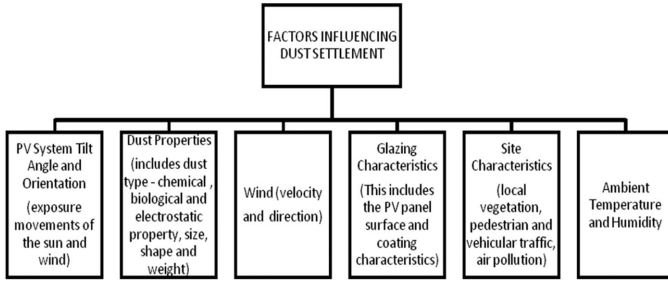 FACTORS INFLUENCING
DUST SETTLEMENT
PV System Tilt
Angle and
Orientation
(exposure
movements of
the sun and
wind)
Dust Properties
(includes dust
type - chemical ,
biological and
electrostatic
property, size,
shape and
weight)
Wind (velocity
and direction)
Glazing
Characteristics
(This includes
the PV panel
surface and
coating
characteristics)
Site
Characteristics
(local
vegetation,
pedestrian and
vehicular traffic,
air pollution)
Ambient
Temperature
and Humidity